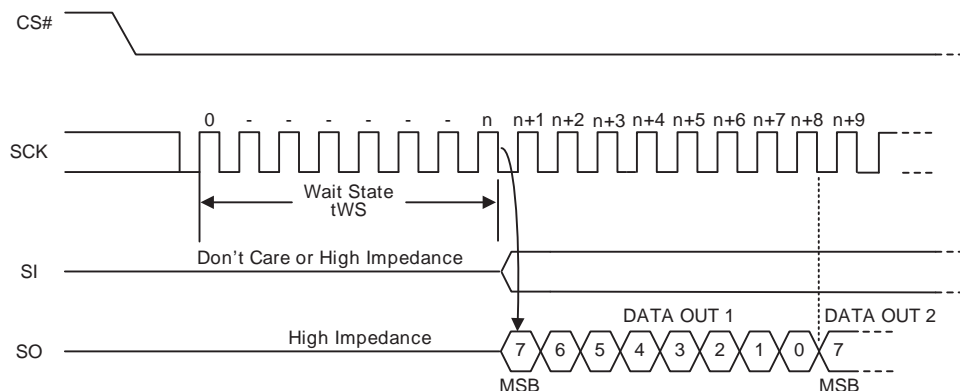 CS#
0 - - - - - - n n+1 n+2 n+3 n+4 n+5 n+6 n+7 n+8 n+9
SCK
Wait State
tWS
Don't Care or High Impedance
SI
DATA OUT 1 DATA OUT 2
High Impedance
SO
7 6 5 4 3 2 1 0 7
MSB MSB